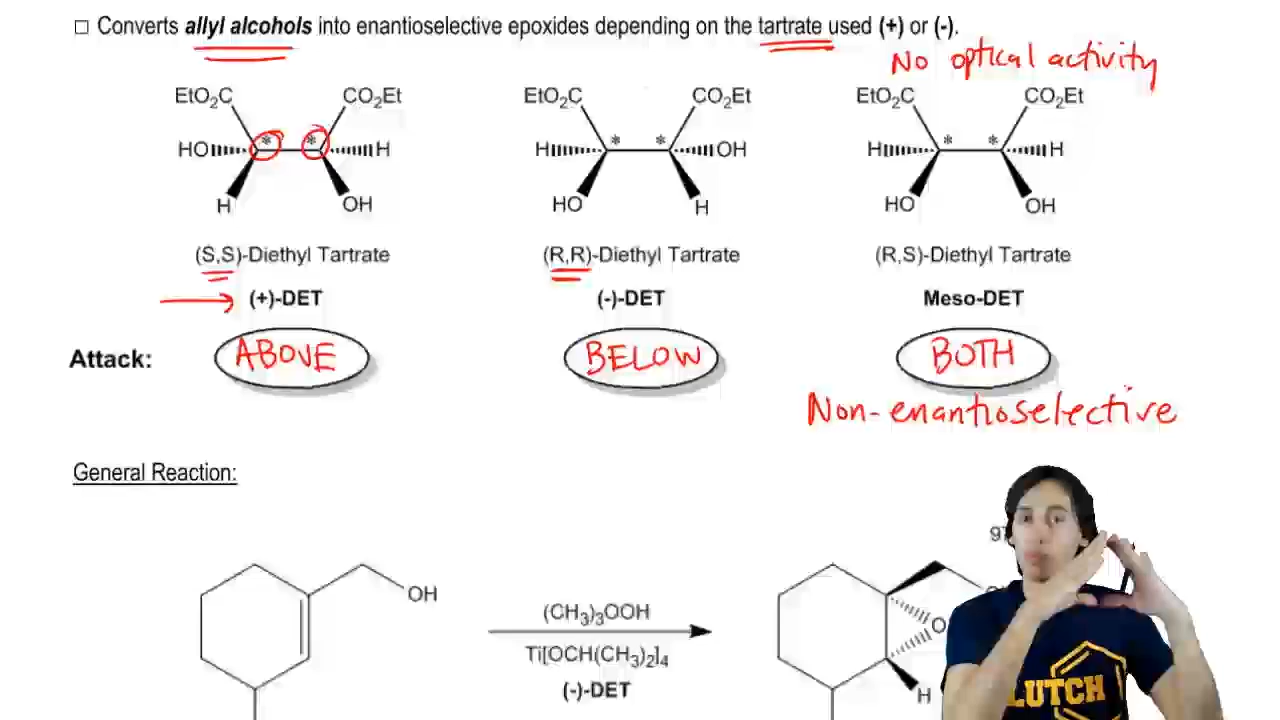 □ Converts allyl alcohols into enantioselective epoxides depending on the tartrate used (+) or (-).
No optical activity
EtO2C CO2Et EtO2C CO2Et EtO2C CO2Et
HO * * H H * * OH H * * H
H OH HO H HO OH
(S,S)-Diethyl Tartrate (R,R)-Diethyl Tartrate (R,S)-Diethyl Tartrate
(+)-DET (-)-DET Meso-DET
Attack: ABOVE BELOW BOTH
Non-enantioselective
General Reaction:
OH
(CH3)3OOH
O
Ti[OCH(CH3)2]4
(-)-DET
H
LUTCH